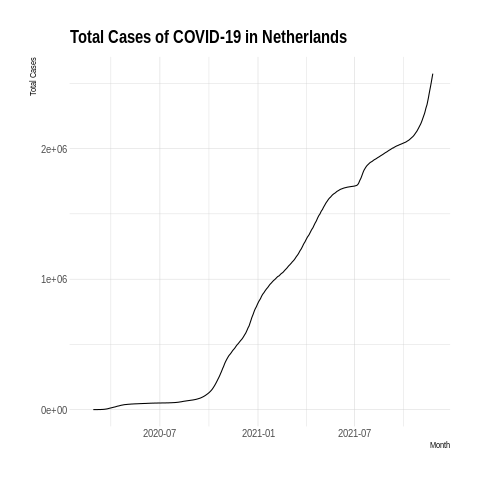 Total Cases of COVID-19 in Netherlands
Total Cases
2e+06
1e+06
0e+00
2020-07
2021-01
2021-07
Month